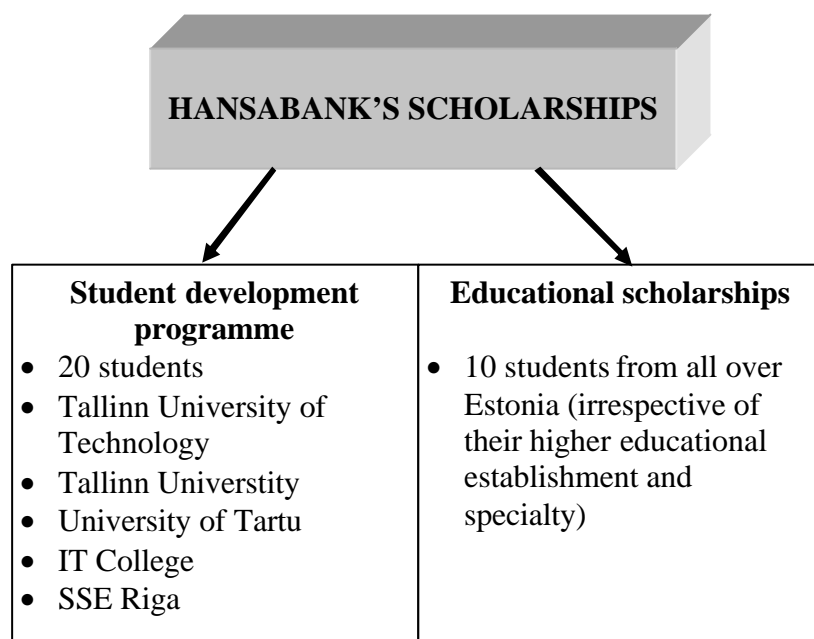 HANSABANK'S SCHOLARSHIPS
Student development
programme
• 20 students
• Tallinn University of
Technology
• Tallinn Universtity
• University of Tartu
• IT College
• SSE Riga
Educational scholarships
• 10 students from all over
Estonia (irrespective of
their higher educational
establishment and
specialty)